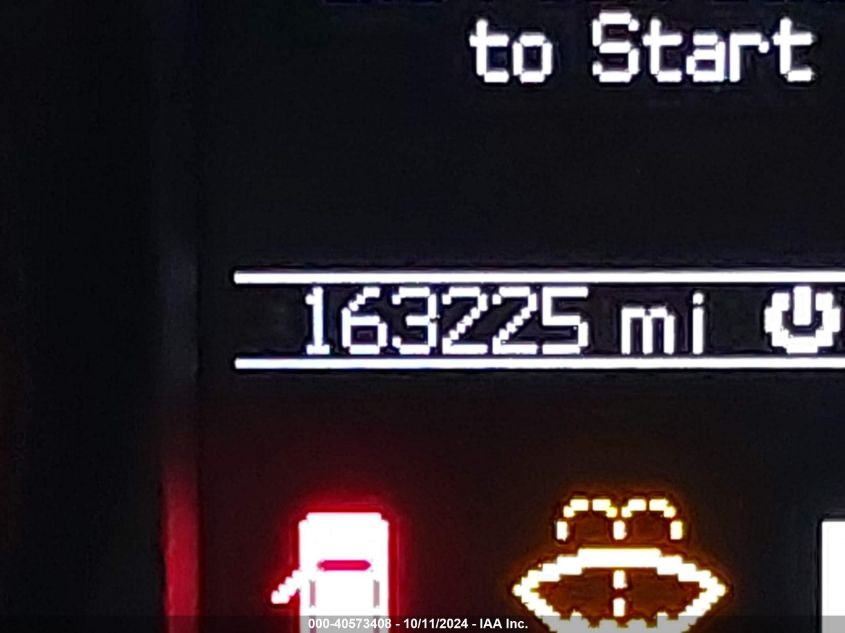 to Start
163225 mi
000-40573408 - 10/11/2024 - IAA Inc.